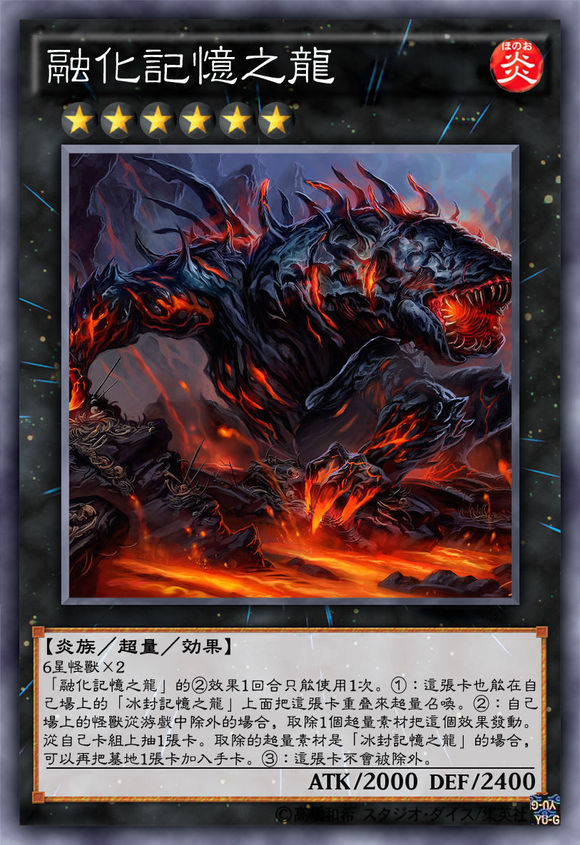 融化記憶之龍
ほのお
炎
【炎族／超量／効果】
6星怪獸×2
「融化記憶之龍」的②效果1回合只能使用1次。①：這張卡也能在自
己場上的「冰封記憶之龍」上面把這張卡重疊來超量召喚。②：自己
場上的怪獸從游戲中除外的場合，取除1個超量素材把這個效果發動。
從自己卡組上抽1張卡。取除的超量素材是「冰封記憶之龍」的場合，
可以再把墓地1張卡加入手卡。③：這張卡不會被除外。
ATK/2000 DEF/2400
©高橋和希 スタジオ・ダイス/集英社
YU-G